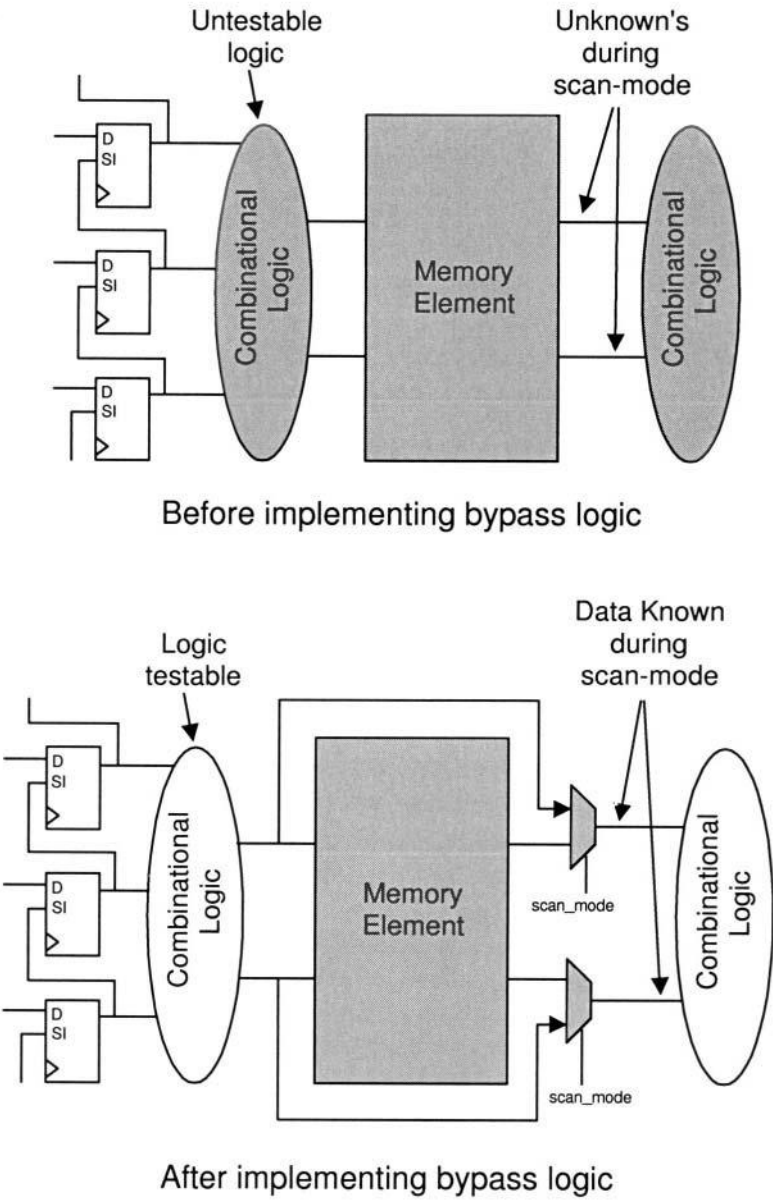 Untestable
logic
Unknown's
during
scan-mode
D
SI
D
SI
D
SI
Combinational
Logic
Memory
Element
Combinational
Logic
Before implementing bypass logic
Logic
testable
Data Known
during
scan-mode
D
SI
D
SI
D
SI
Combinational
Logic
Memory
Element
scan_mode
scan_mode
Combinational
Logic
After implementing bypass logic